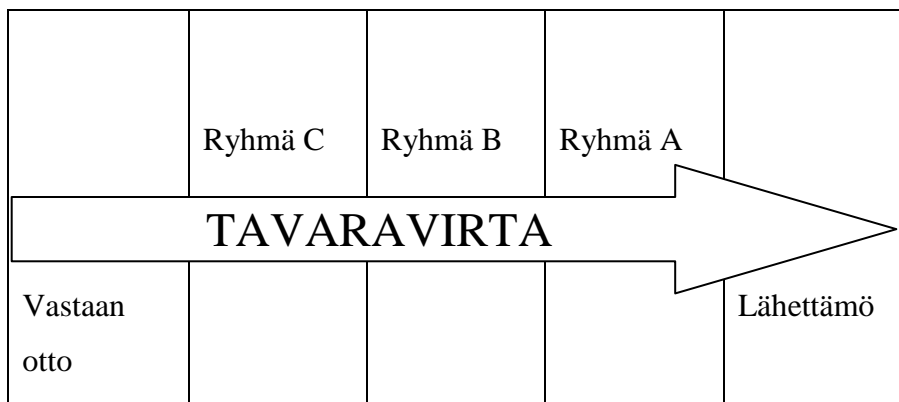 Ryhmä C
Ryhmä B
Ryhmä A
TAVARAVIRTA
Vastaan
otto
Lähettämö